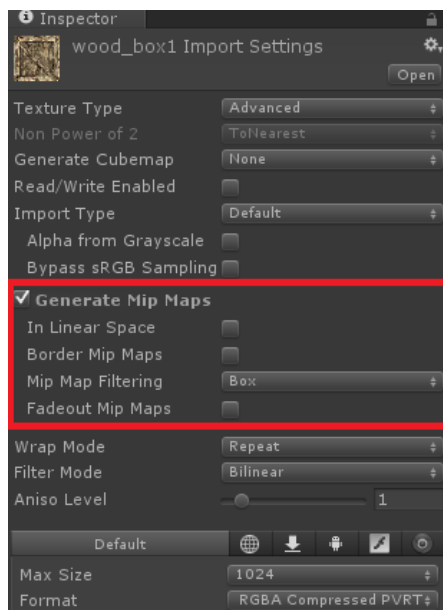 Inspector
wood_box1 Import Settings
Open
Texture Type Advanced
Non Power of 2 ToNearest
Generate Cubemap None
Read/Write Enabled
Import Type Default
Alpha from Grayscale
Bypass sRGB Sampling
Generate Mip Maps
In Linear Space
Border Mip Maps
Mip Map Filtering Box
Fadeout Mip Maps
Wrap Mode Repeat
Filter Mode Bilinear
Aniso Level 1
Default
Max Size 1024
Format RGBA Compressed PVRT